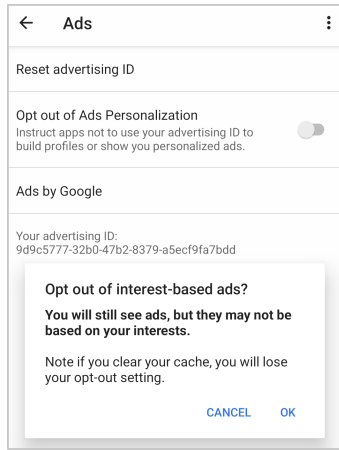 Ads
Reset advertising ID
Opt out of Ads Personalization
Instruct apps not to use your advertising ID to
build profiles or show you personalized ads.
Ads by Google
Your advertising ID:
9d9c5777-32b0-47b2-8379-a5ecf9fa7bdd
Opt out of interest-based ads?
You will still see ads, but they may not be
based on your interests.
Note if you clear your cache, you will lose
your opt-out setting.
CANCEL OK